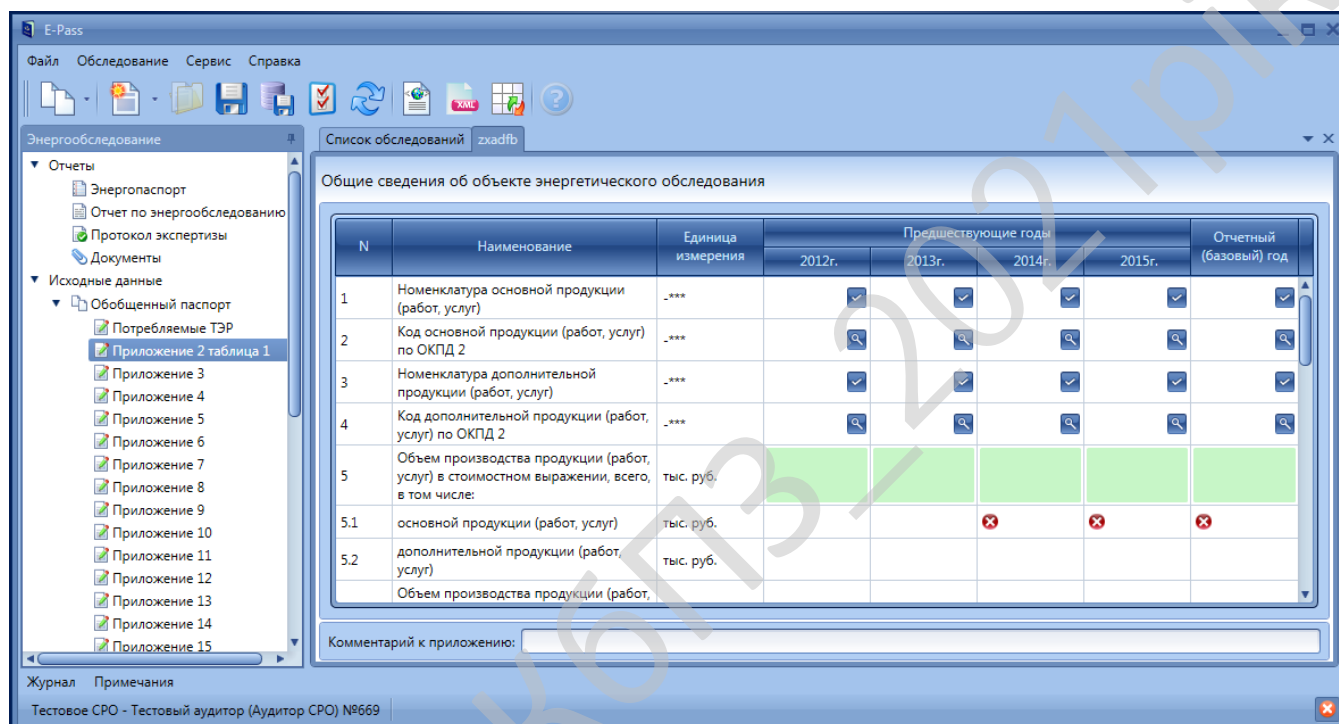 E-Pass
Файл Обследование Сервис Справка
XML
Энергообследование
Список обследований zxadfb
Отчеты
Энергопаспорт
Отчет по энергообследованию
Протокол экспертизы
Документы
Исходные данные
Обобщенный паспорт
Потребляемые ТЭР
Приложение 2 таблица 1
Приложение 3
Приложение 4
Приложение 5
Приложение 6
Приложение 7
Приложение 8
Приложение 9
Приложение 10
Приложение 11
Приложение 12
Приложение 13
Приложение 14
Приложение 15
Общие сведения об объекте энергетического обследования
N
Наименование
Единица
измерения
Предшествующие годы
2012г. 2013г. 2014г. 2015г.
Отчетный
(базовый) год
1
Номенклатура основной продукции
(работ, услуг)
-***
2
Код основной продукции (работ, услуг)
по ОКПД 2
-***
3
Номенклатура дополнительной
продукции (работ, услуг)
-***
4
Код дополнительной продукции (работ,
услуг) по ОКПД 2
-***
5
Объем производства продукции (работ,
услуг) в стоимостном выражении, всего,
в том числе:
тыс. руб.
5.1 основной продукции (работ, услуг) тыс. руб.
5.2
дополнительной продукции (работ,
услуг)
тыс. руб.
Объем производства продукции (работ,
Комментарий к приложению:
Журнал Примечания
Тестовое СРО - Тестовый аудитор (Аудитор СРО) №669